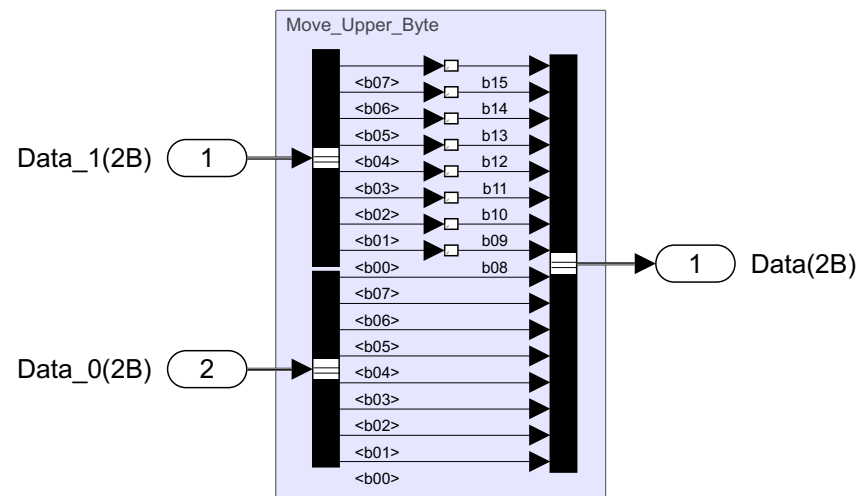 Move_Upper_Byte
<b07> b15
<b06> b14
<b05> b13
Data_1(2B) 1
<b04> b12
<b03> b11
<b02> b10
<b01> b09
<b00> b08
1 Data(2B)
<b07>
<b06>
<b05>
Data_0(2B) 2
<b04>
<b03>
<b02>
<b01>
<b00>